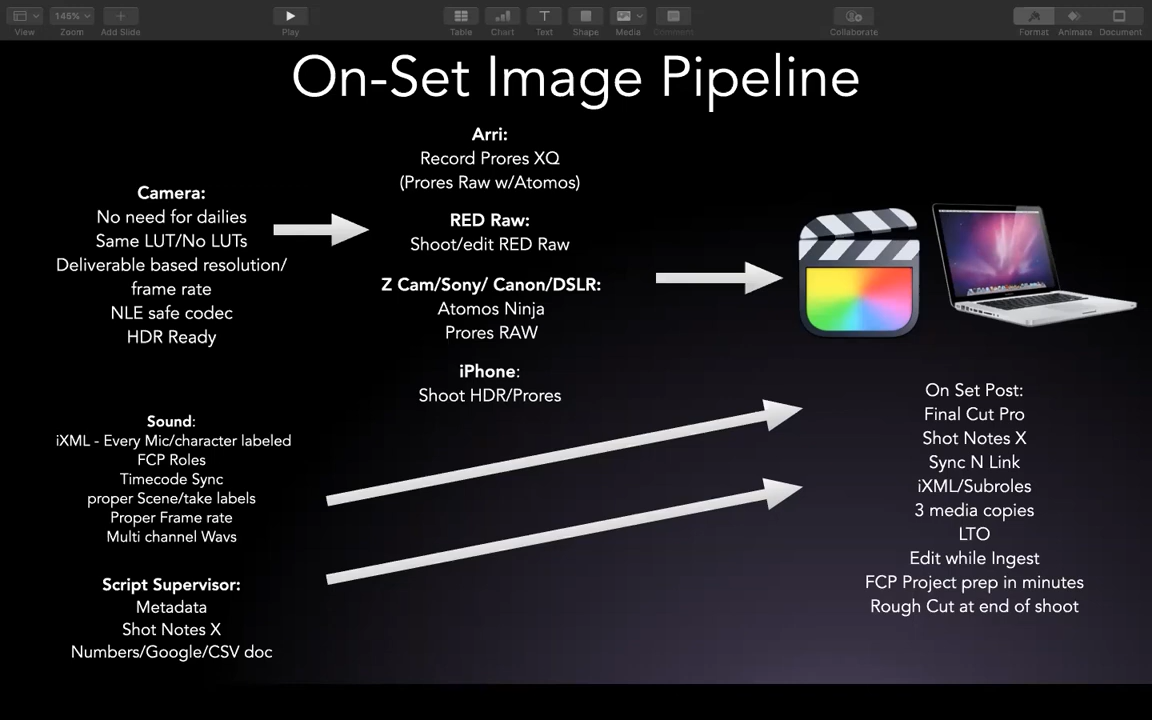 145%
View
Zoom
Add Slide
Play
Table
Chart
Text
Shape
Media
Comment
Collaborate
Format
Animate
Document
On-Set Image Pipeline
Camera:
No need for dailies
Same LUT/No LUTs
Deliverable based resolution/
frame rate
NLE safe codec
HDR Ready
Arri:
Record Prores XQ
(Prores Raw w/Atomos)
RED Raw:
Shoot/edit RED Raw
Z Cam/Sony/ Canon/DSLR:
Atomos Ninja
Prores RAW
iPhone:
Shoot HDR/Prores
Sound:
iXML - Every Mic/character labeled
FCP Roles
Timecode Sync
proper Scene/take labels
Proper Frame rate
Multi channel Wavs
Script Supervisor:
Metadata
Shot Notes X
Numbers/Google/CSV doc
On Set Post:
Final Cut Pro
Shot Notes X
Sync N Link
iXML/Subroles
3 media copies
LTO
Edit while Ingest
FCP Project prep in minutes
Rough Cut at end of shoot